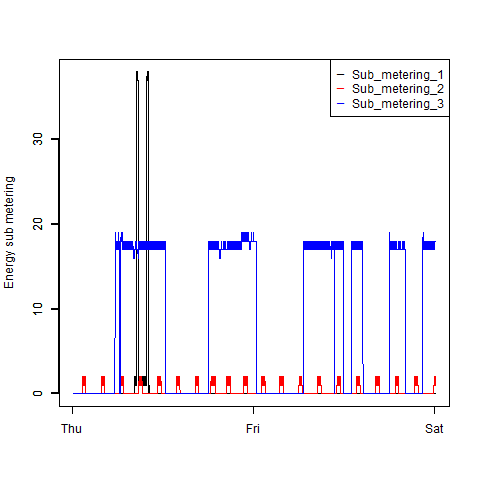 Sub_metering_1
Sub_metering_2
Sub_metering_3
Energy sub metering
30
20
10
0
Thu
Fri
Sat